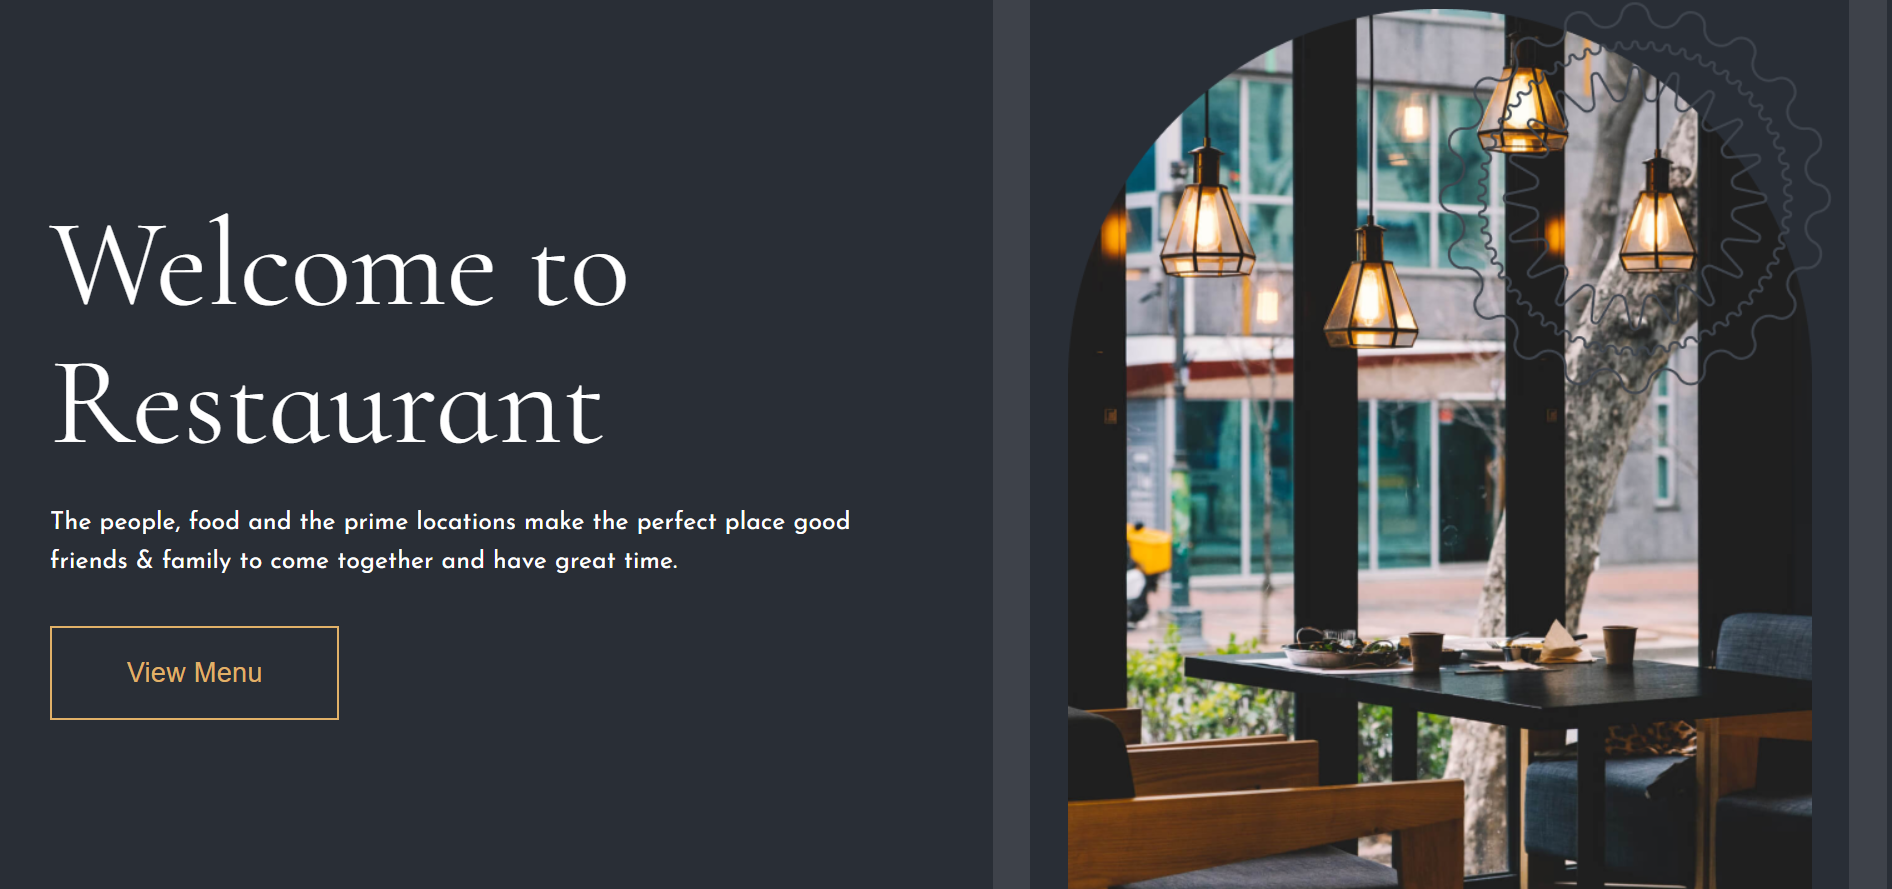 Welcome to
Restaurant
The people, food and the prime locations make the perfect place good
friends & family to come together and have great time.
View Menu